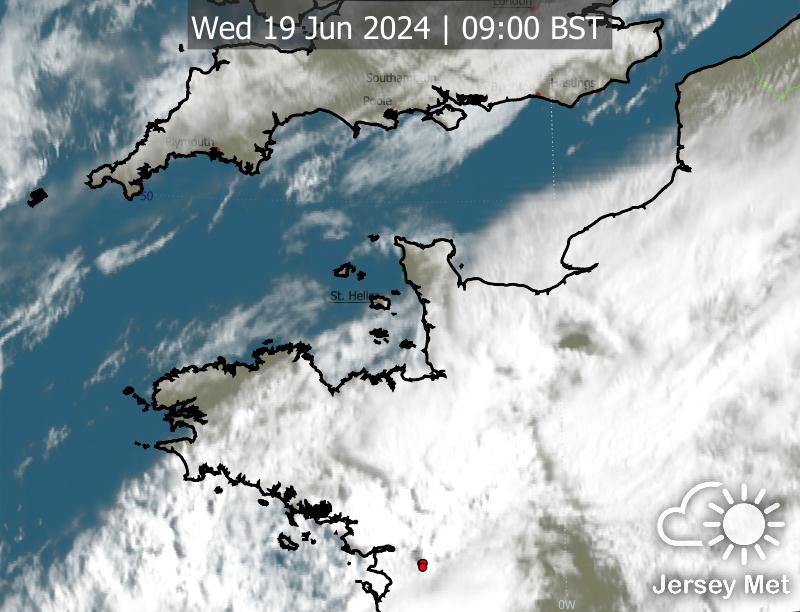 London
Wed 19 Jun 2024 | 09:00 BST
Southampton
Hastings
Poole
Plymouth
50
St. Helier
Jersey Met
0W